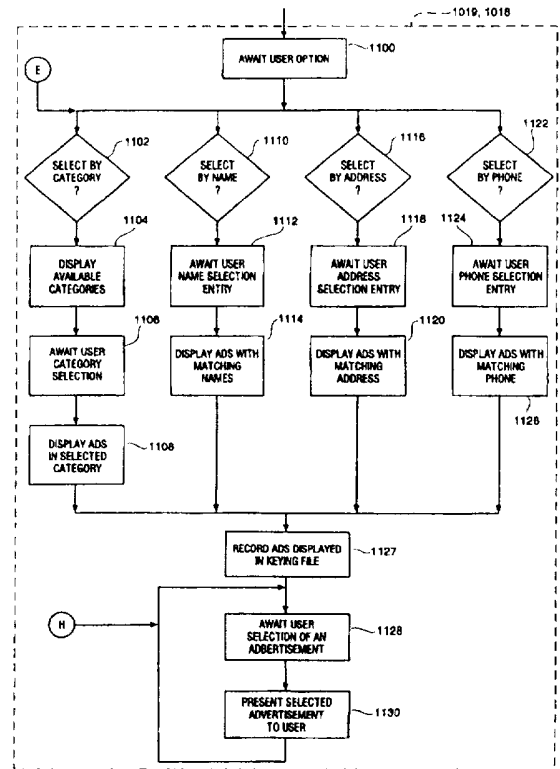 1019, 1018
1100
AWAIT USER OPTION
E
1102
SELECT BY
CATEGORY
?
1110
SELECT
BY NAME
?
1116
SELECT
BY ADDRESS
?
1122
SELECT
BY PHONE
?
1104
DISPLAY
AVAILABLE
CATEGORIES
1112
AWAIT USER
NAME SELECTION
ENTRY
1118
AWAIT USER
ADDRESS
SELECTION ENTRY
1124
AWAIT USER
PHONE SELECTION
ENTRY
1106
AWAIT USER
CATEGORY
SELECTION
1114
DISPLAY ADS WITH
MATCHING
NAMES
1120
DISPLAY ADS WITH
MATCHING
ADDRESS
DISPLAY ADS WITH
MATCHING
PHONE
1126
DISPLAY ADS
IN SELECTED
CATEGORY
1108
RECORD ADS DISPLAYED
IN KEYING FILE
1127
H
AWAIT USER
SELECTION OF AN
ADBERTISEMENT
1128
PRESENT SELECTED
ADVERTISEMENT
TO USER
1130